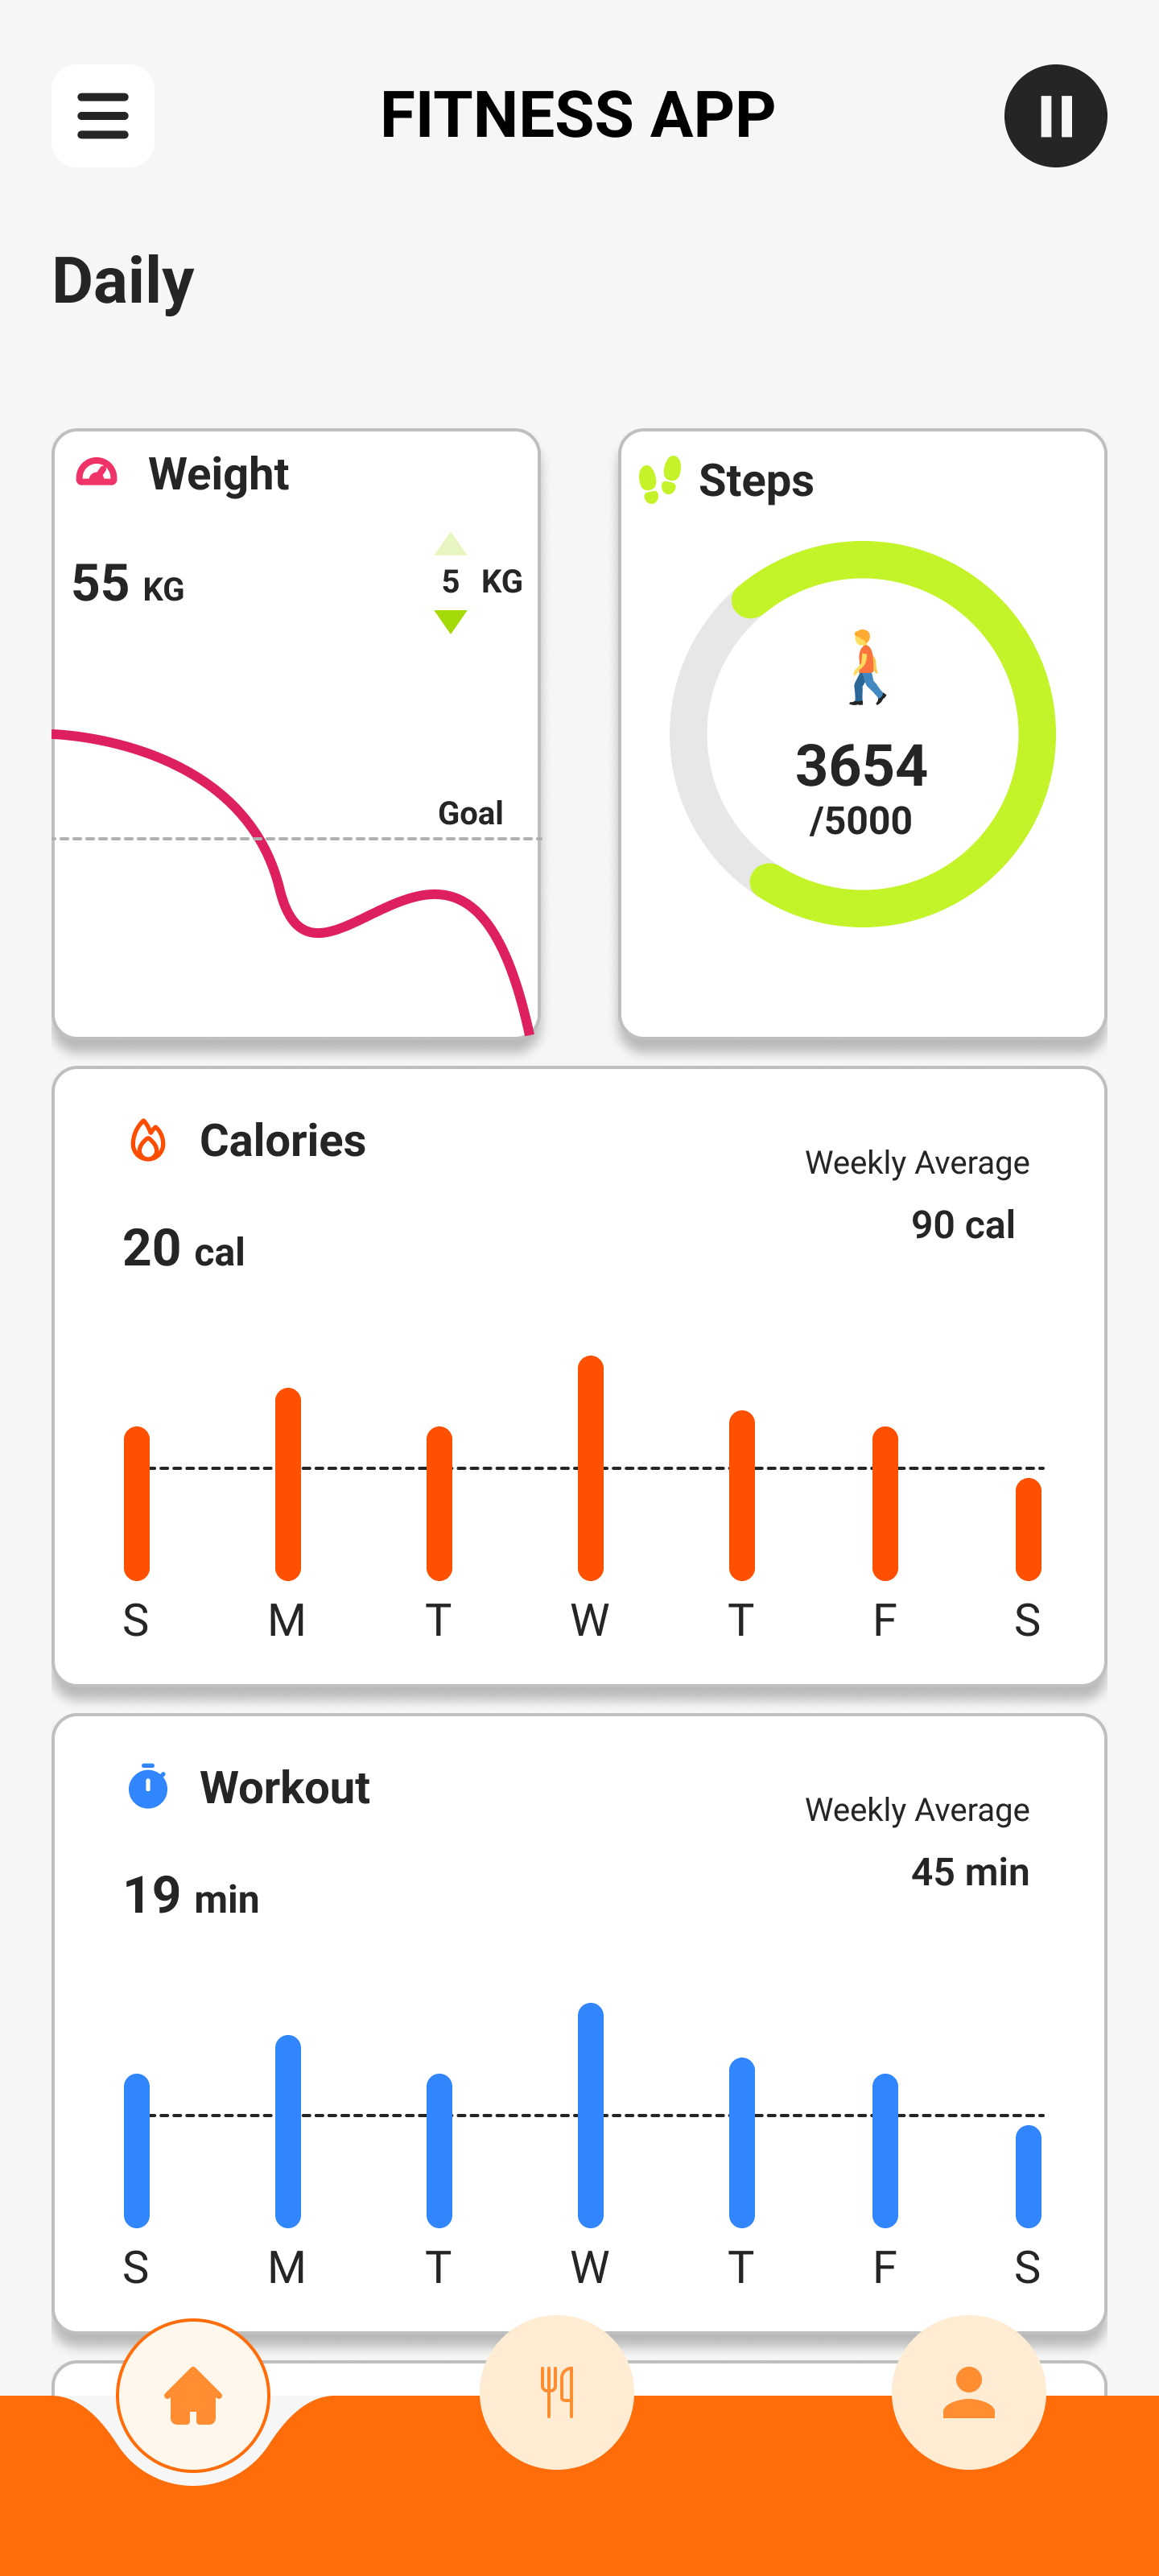 FITNESS APP
Daily
Weight
55 KG
5 KG
Goal
Steps
3654
/5000
Calories
Weekly Average
20 cal
90 cal
S M T W T F S
Workout
Weekly Average
19 min
45 min
S M T W T F S